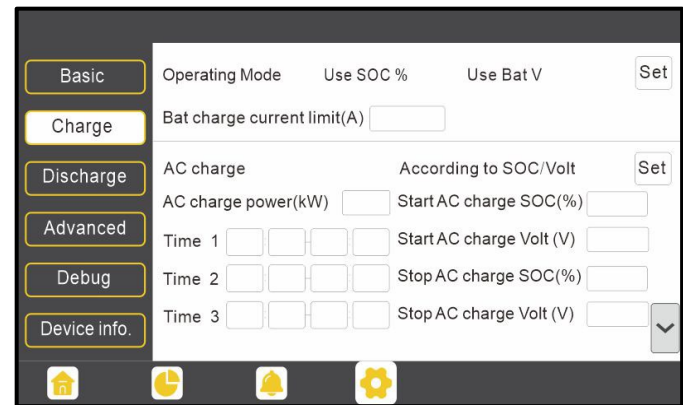 Basic
Charge
Discharge
Advanced
Debug
Device info.
Operating Mode Use SOC % Use Bat V Set
Bat charge current limit(A)
AC charge According to SOC/Volt Set
AC charge power(kW) Start AC charge SOC(%)
Time 1 Start AC charge Volt (V)
Time 2 Stop AC charge SOC(%)
Time 3 Stop AC charge Volt (V)